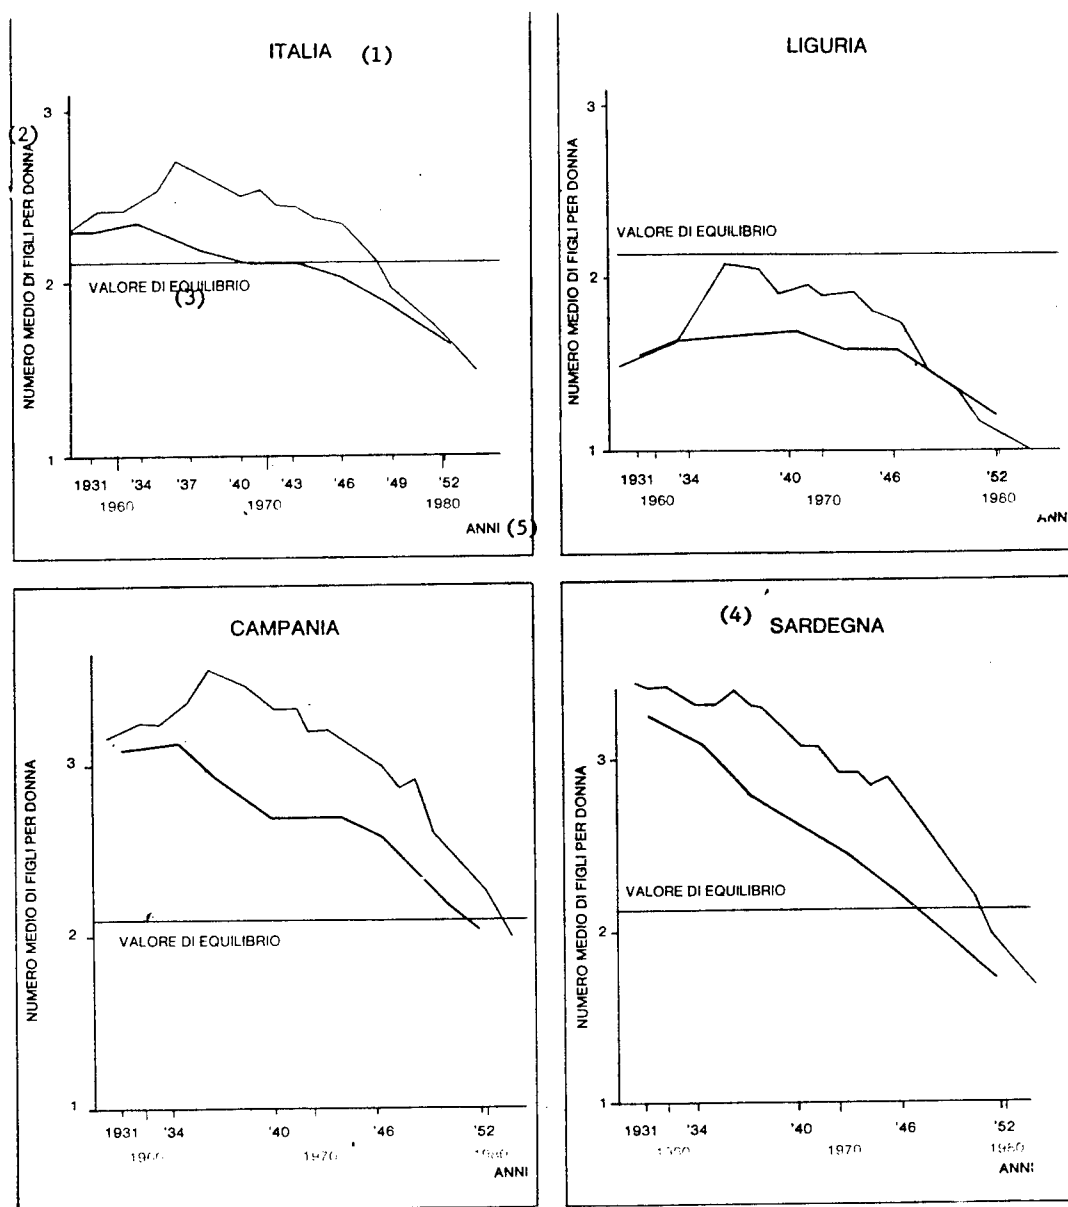 ITALIA (1)
3
(2)
NUMERO MEDIO DI FIGLI PER DONNA
2
VALORE DI EQUILIBRIO
(3)
1
1931 '34 '37 '40 '43 '46 '49 '52
1960 1970 1980
ANNI (5)
LIGURIA
3
NUMERO MEDIO DI FIGLI PER DONNA
VALORE DI EQUILIBRIO
2
1
1931 '34 '40 '46 '52
1960 1970 1980
CAMPANIA
NUMERO MEDIO DI FIGLI PER DONNA
3
2
VALORE DI EQUILIBRIO
1
1931 '34 '40 '46 '52
1960 1970 1980
ANNI
(4) SARDEGNA
NUMERO MEDIO DI FIGLI PER DONNA
3
VALORE DI EQUILIBRIO
2
1
1931 '34 '40 '46 '52
1970 1980
ANNI